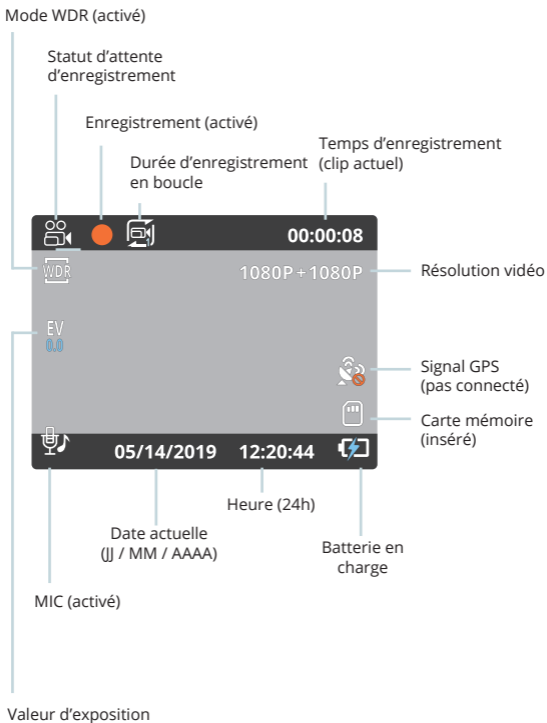 Mode WDR (activé)
Statut d'attente
d'enregistrement
Enregistrement (activé)
Durée d'enregistrement
en boucle
Temps d'enregistrement
(clip actuel)
1
00:00:08
WDR
1080P+1080P
Résolution vidéo
EV
0.0
Signal GPS
(pas connecté)
Carte mémoire
(inséré)
05/14/2019
12:20:44
Heure (24h)
Date actuelle
(JJ / MM / AAAA)
Batterie en
charge
MIC (activé)
Valeur d'exposition